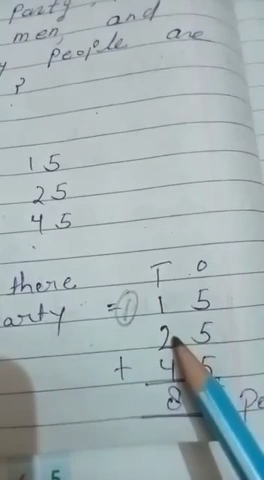 Party
men, and
people are
?
15
25
45
there T O
arty = 1 1 5
2 5
+ 4 5
8 Pe